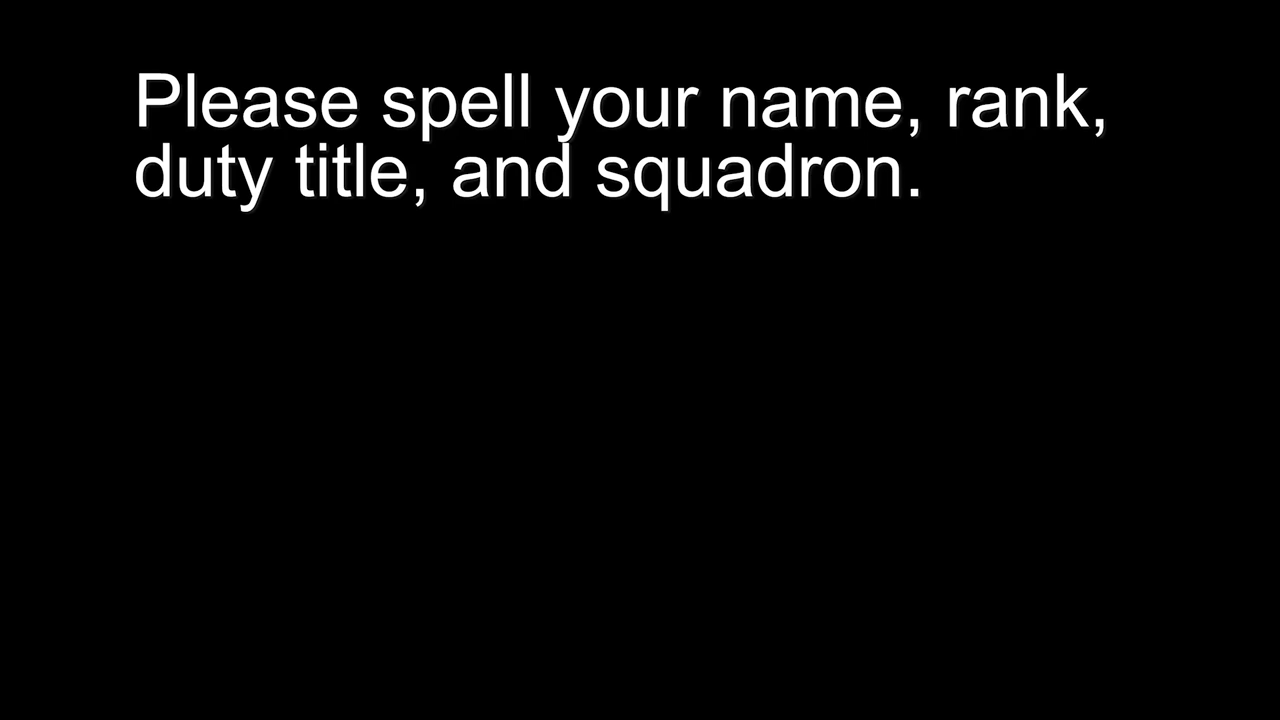 Please spell your name, rank,
duty title, and squadron.